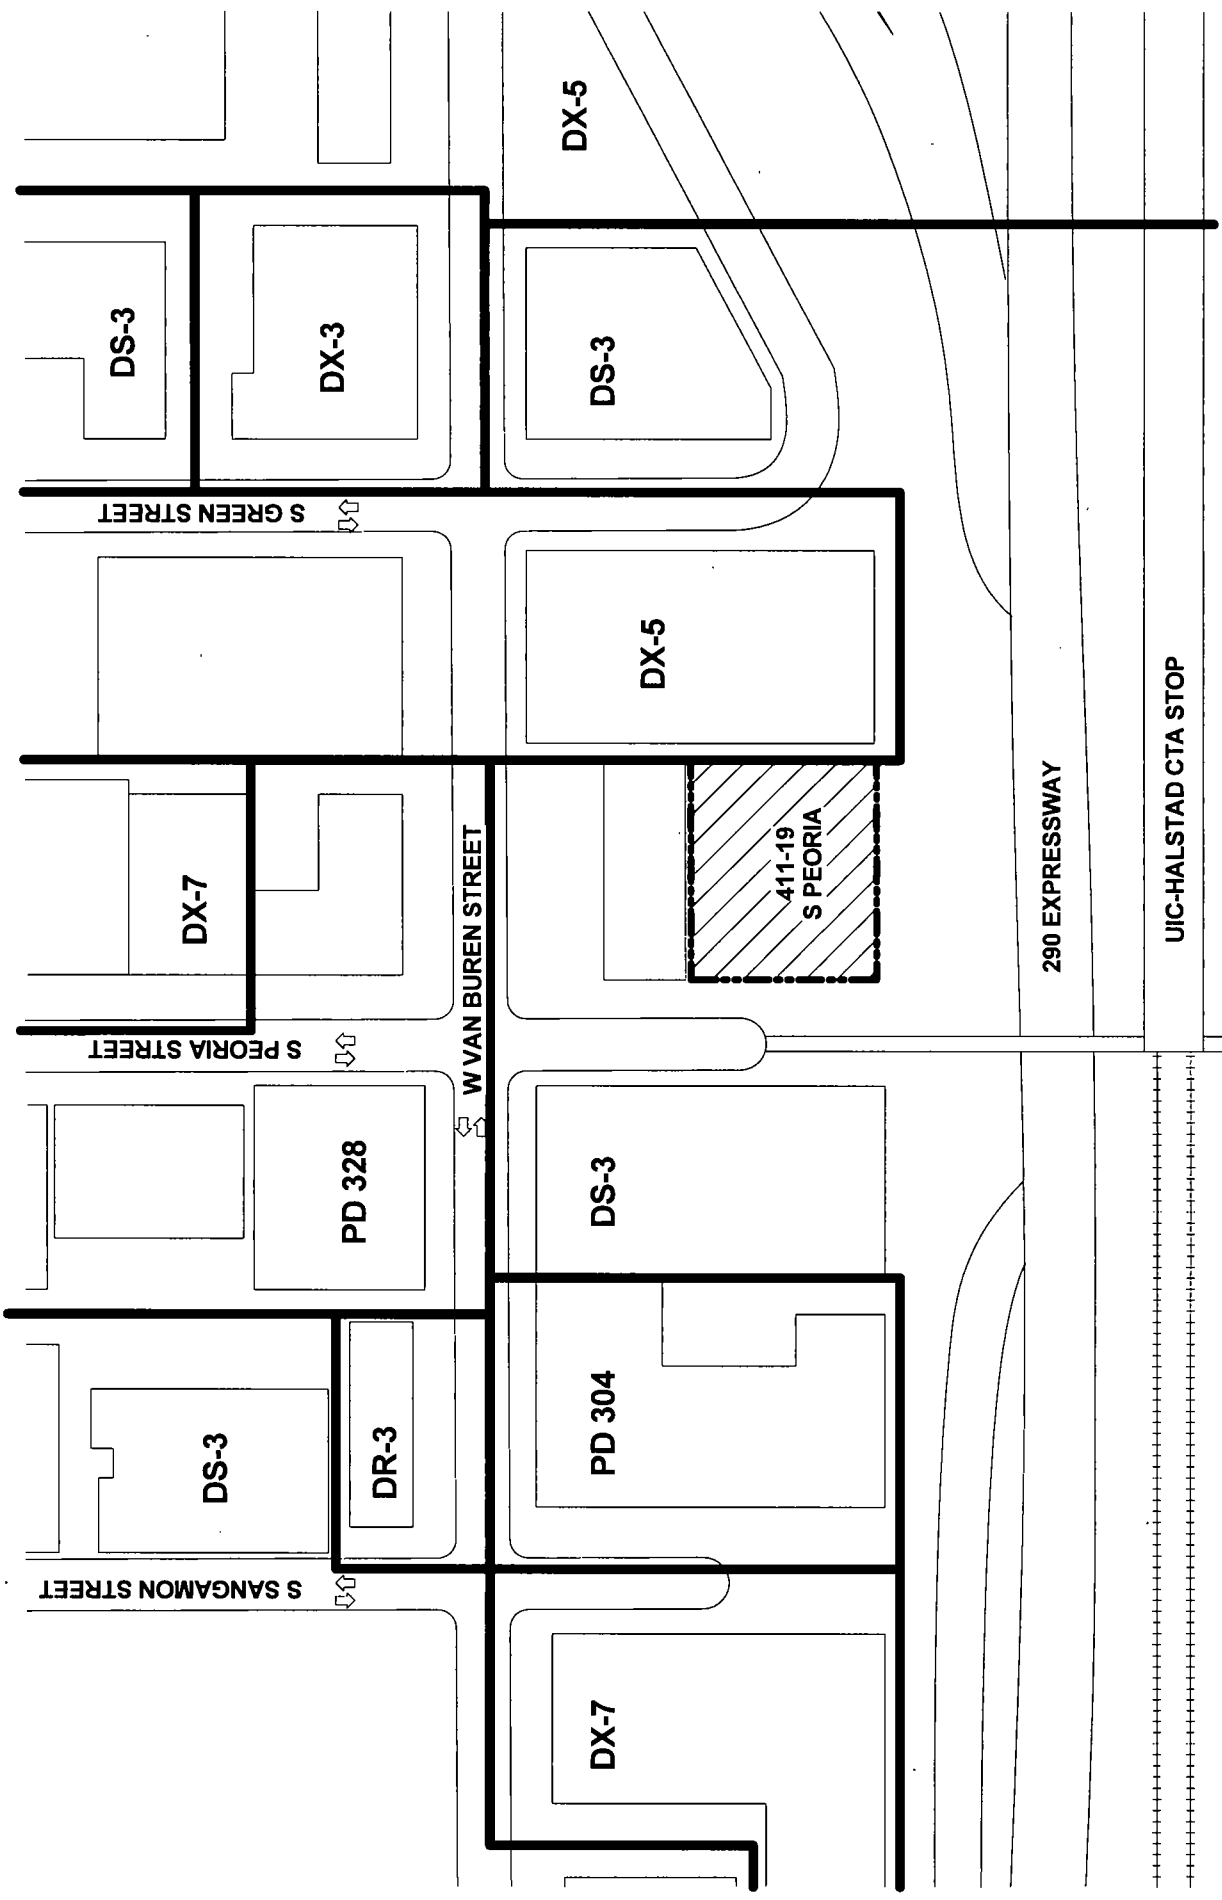 DS-3
DX-3
DX-5
DS-3
S GREEN STREET
DX-5
DX-7
W VAN BUREN STREET
411-19
S PEORIA
290 EXPRESSWAY
UIC-HALSTAD CTA STOP
S PEORIA STREET
PD 328
DS-3
DS-3
DR-3
PD 304
S SANGAMON STREET
DX-7